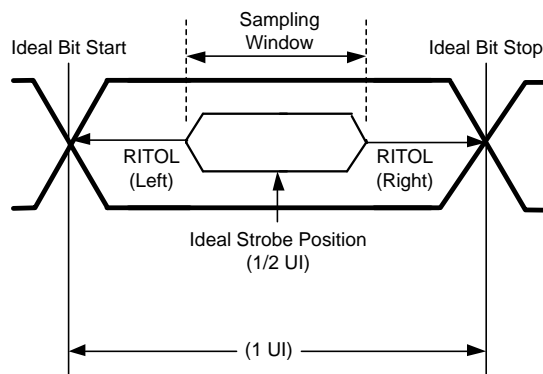 Sampling
Window
Ideal Bit Start
Ideal Bit Stop
RITOL
(Left)
RITOL
(Right)
Ideal Strobe Position
(1/2 UI)
(1 UI)